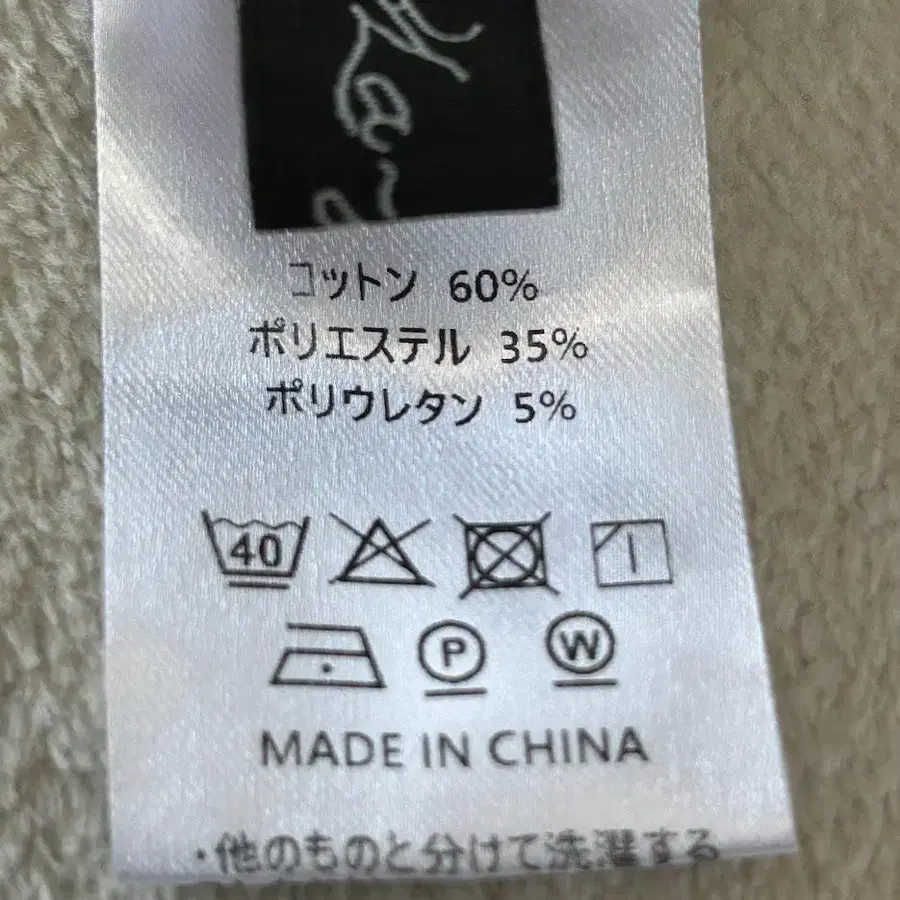 コットン 60%
ポリエステル 35%
ポリウレタン 5%
40
P W
MADE IN CHINA
・他のものと分けて洗濯する